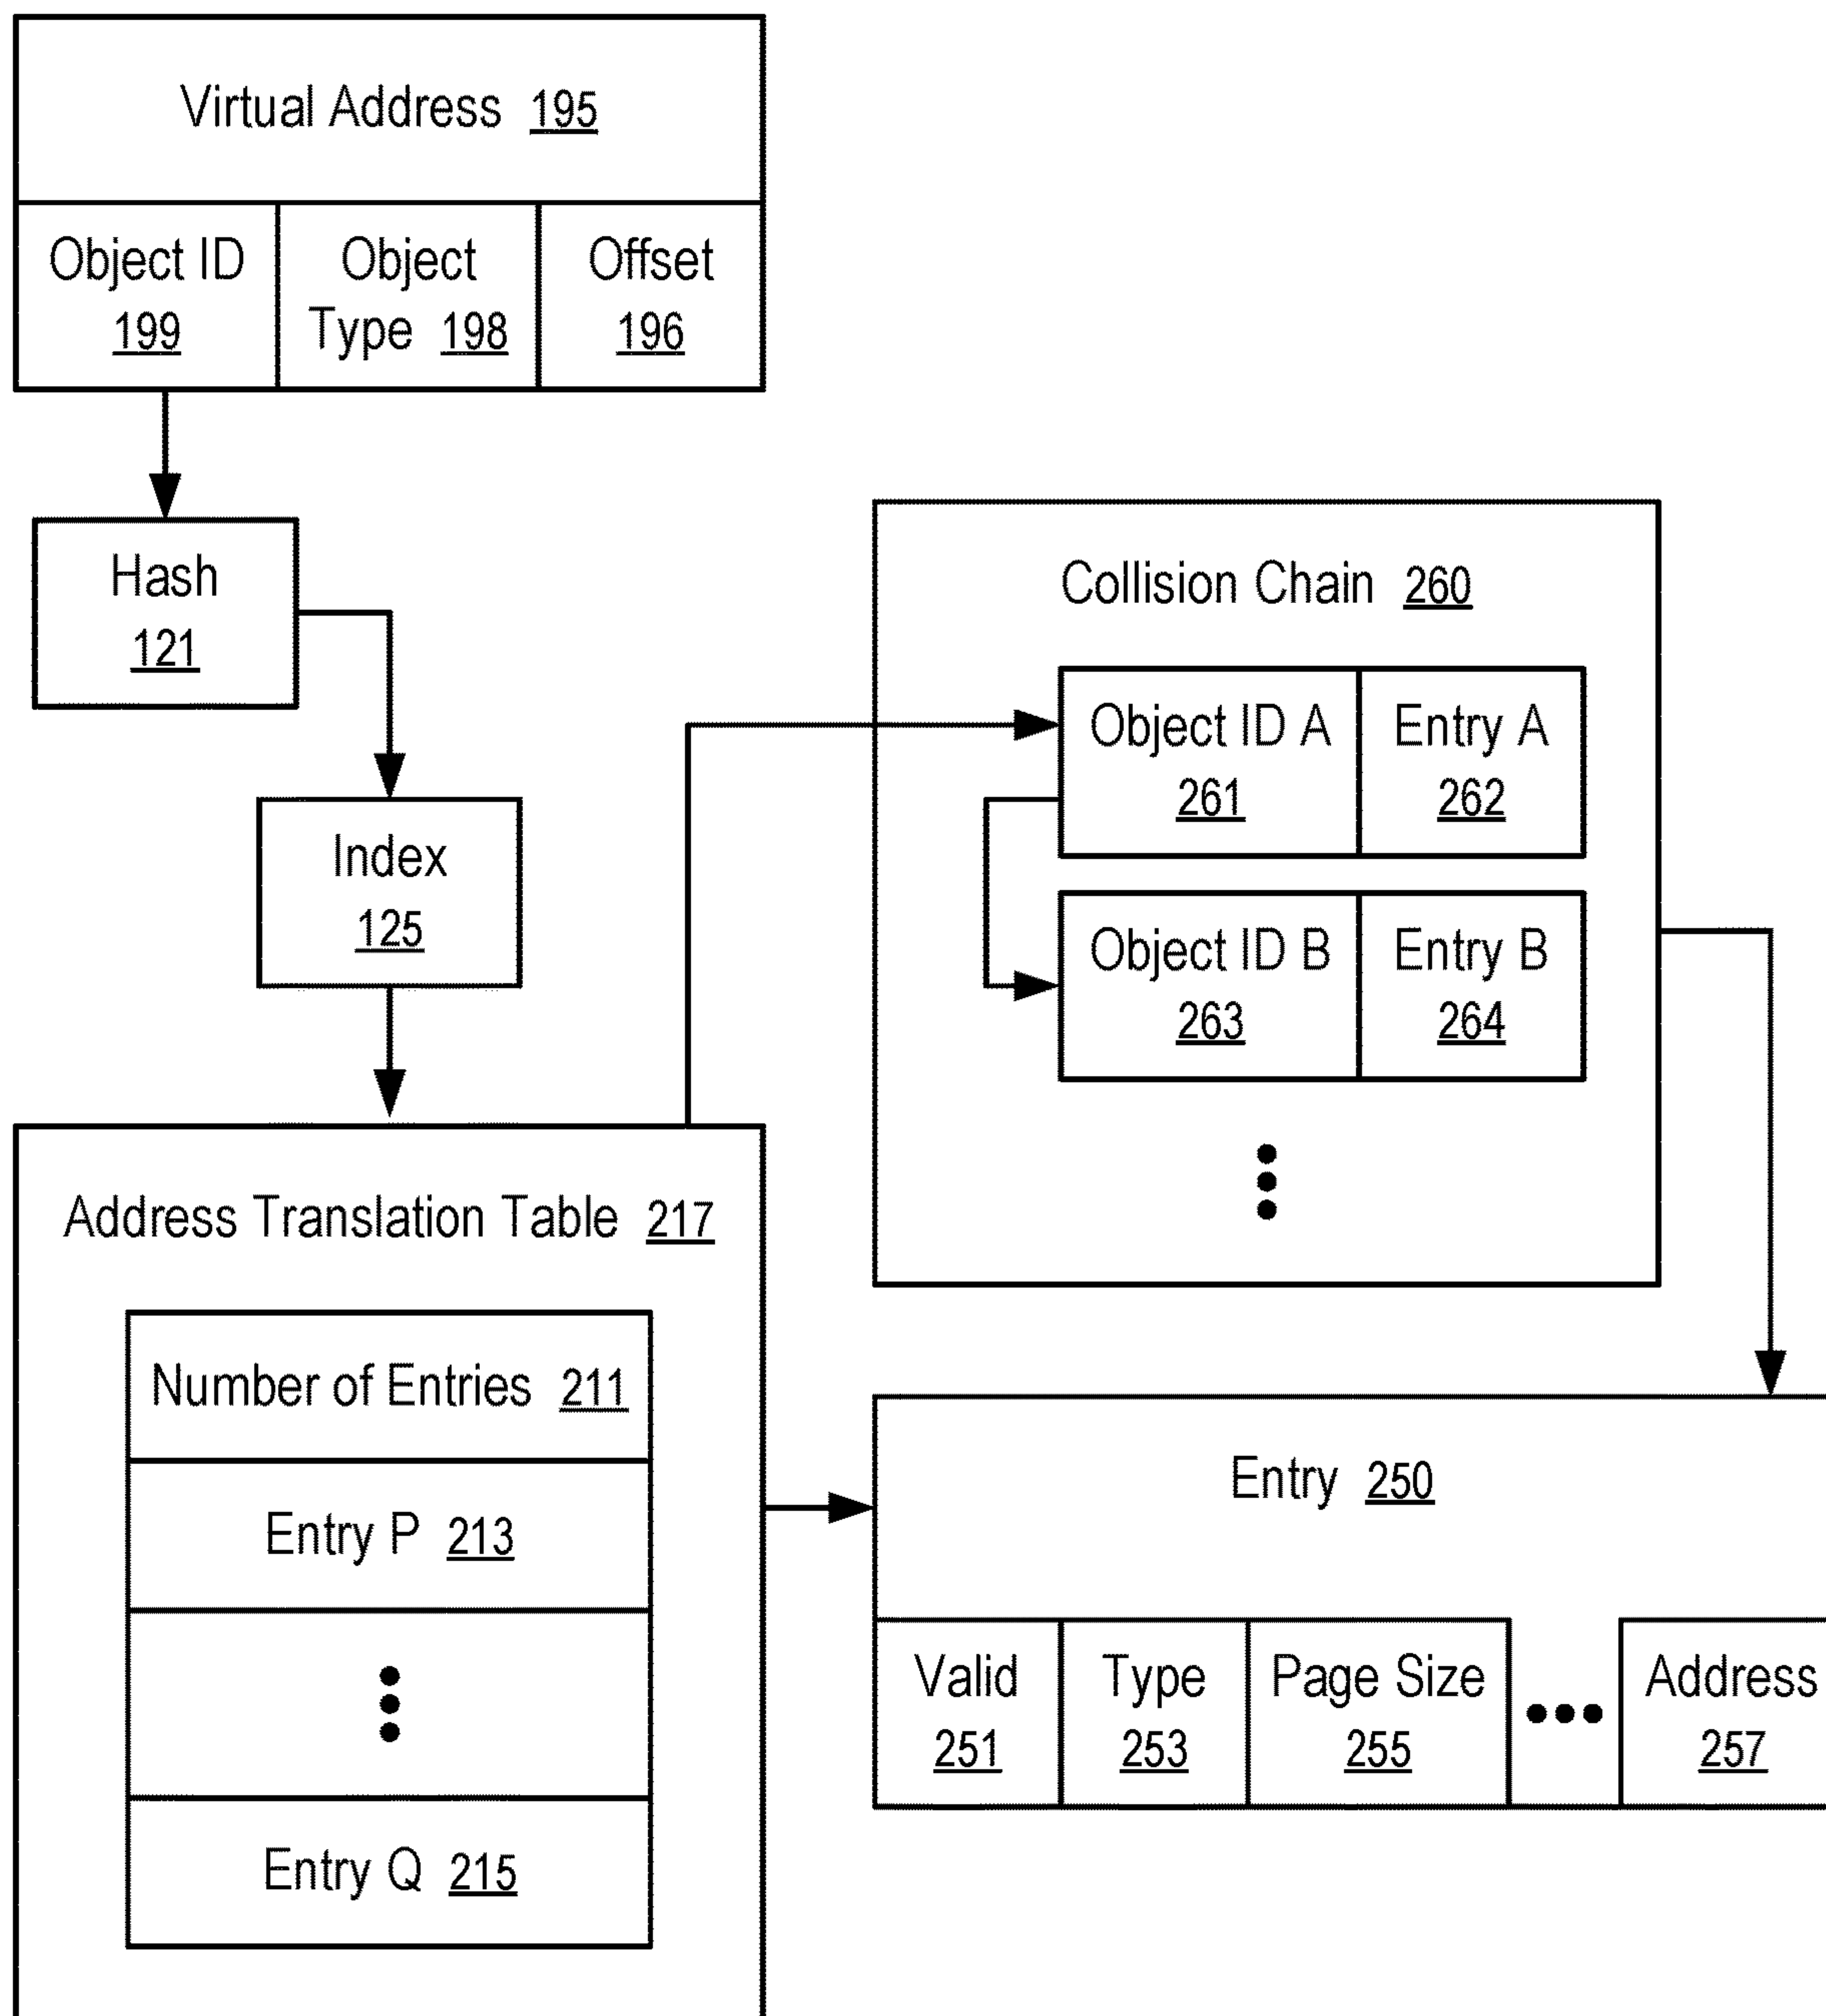 Virtual Address 195
Object ID
199
Object
Type 198
Offset
196
Hash
121
Index
125
Collision Chain 260
Object ID A
261
Entry A
262
Object ID B
263
Entry B
264
Address Translation Table 217
Number of Entries 211
Entry P 213
Entry Q 215
Entry 250
Valid
251
Type
253
Page Size
255
Address
257